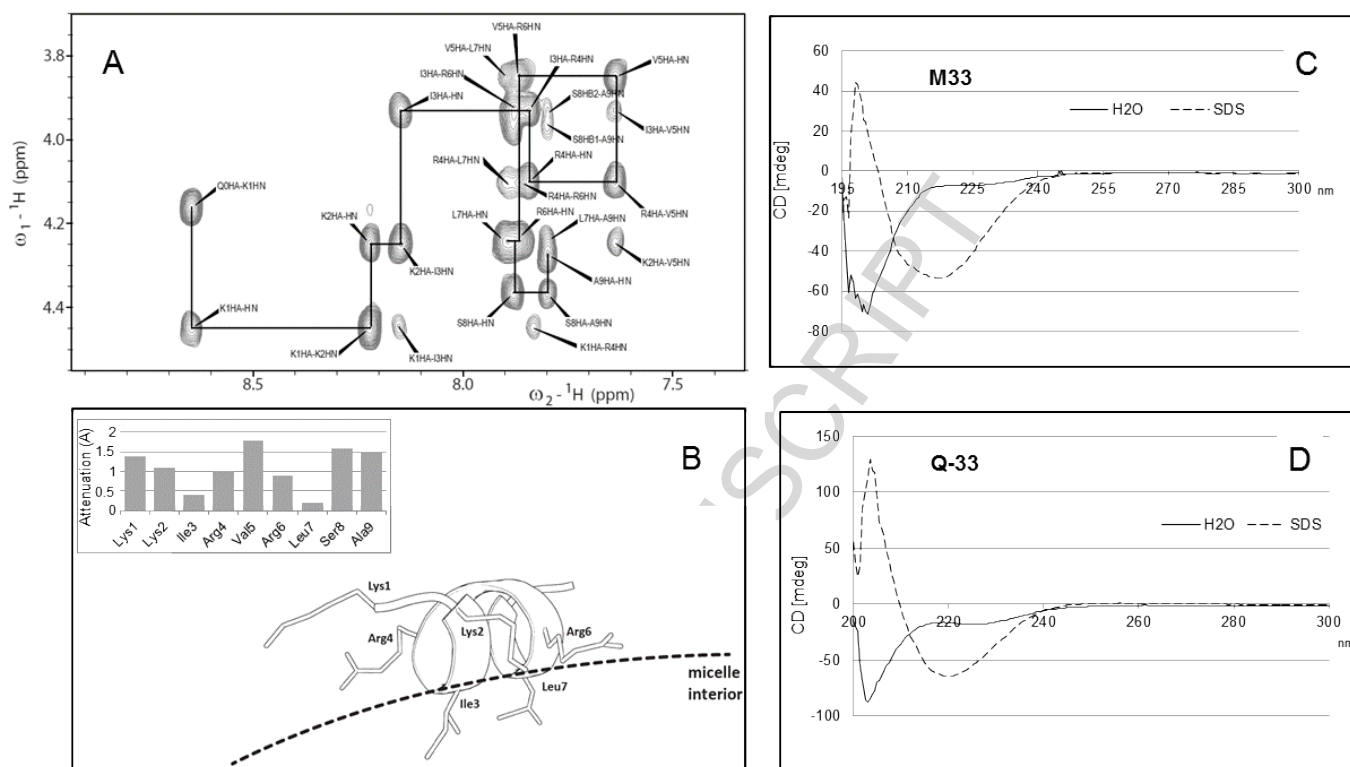 A
3.8
4.0
4.2
4.4
ω1 - 1H (ppm)
8.5
8.0
7.5
ω2 - 1H (ppm)
V5HA-R6HN
V5HA-L7HN
I3HA-R4HN
V5HA-HN
I3HA-R6HN
I3HA-HN
S8HB2-A9HN
I3HA-V5HN
S8HB1-A9HN
R4HA-L7HN
R4HA-HN
Q0HA-K1HN
R4HA-R6HN
K2HA-HN
L7HA-HN
R6HA-HN
L7HA-A9HN
R4HA-V5HN
K2HA-I3HN
K2HA-V5HN
A9HA-HN
K1HA-HN
S8HA-HN
S8HA-A9HN
K1HA-K2HN
K1HA-I3HN
K1HA-R4HN
C
M33
H2O
SDS
CD [mdeg]
60
40
20
0
-20
-40
-60
-80
195
210
225
240
255
270
285
300
nm
B
Attenuation (A)
2
1.5
1
0.5
0
Lys1
Lys2
Ile3
Arg4
Val5
Arg6
Leu7
Ser8
Ala9
Lys1
Arg4
Lys2
Arg6
Ile3
Leu7
micelle
interior
D
Q-33
H2O
SDS
CD [mdeg]
150
100
50
0
-50
-100
200
220
240
260
280
300
nm
SCRIPT